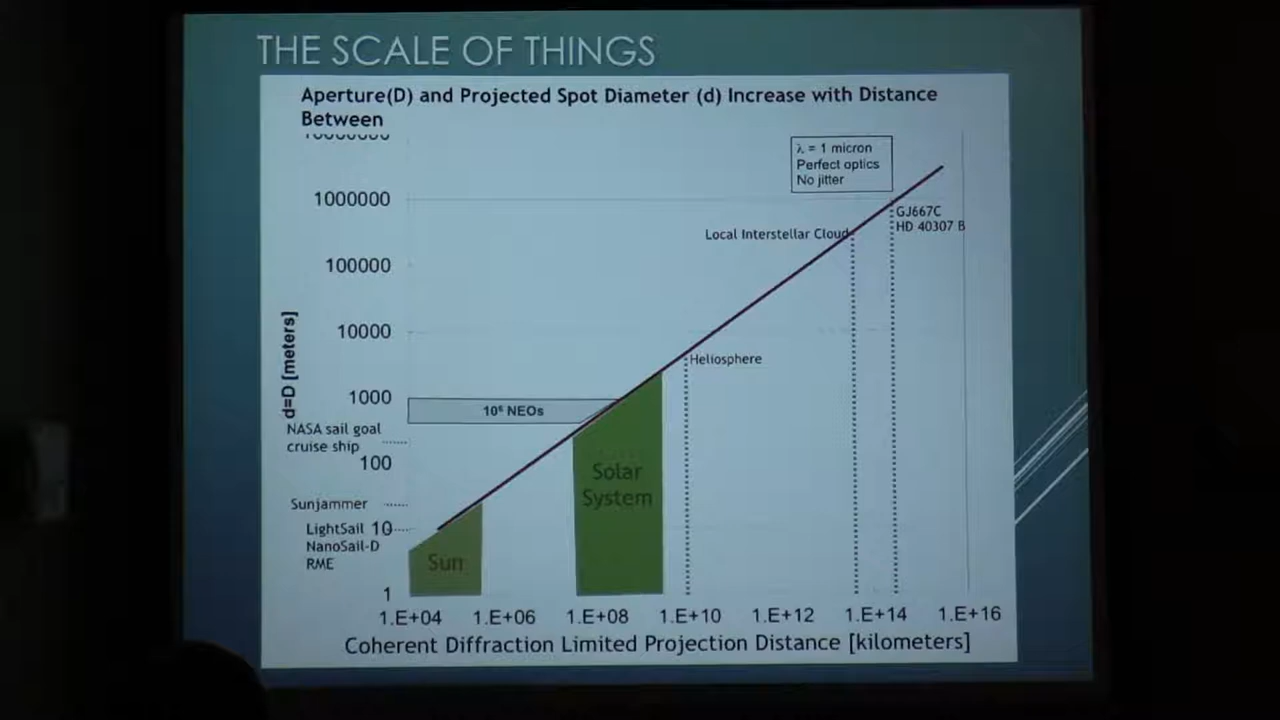 THE SCALE OF THINGS
Aperture(D) and Projected Spot Diameter (d) Increase with Distance
Between
10000000
λ = 1 micron
Perfect optics
No jitter
1000000
GJ667C
HD 40307 B
Local Interstellar Cloud
100000
10000
d=D [meters]
Heliosphere
1000
10⁶ NEOs
NASA sail goal
cruise ship
100
Solar
System
Sunjammer
LightSail 10
NanoSail-D
RME
Sun
1
1.E+04 1.E+06 1.E+08 1.E+10 1.E+12 1.E+14 1.E+16
Coherent Diffraction Limited Projection Distance [kilometers]